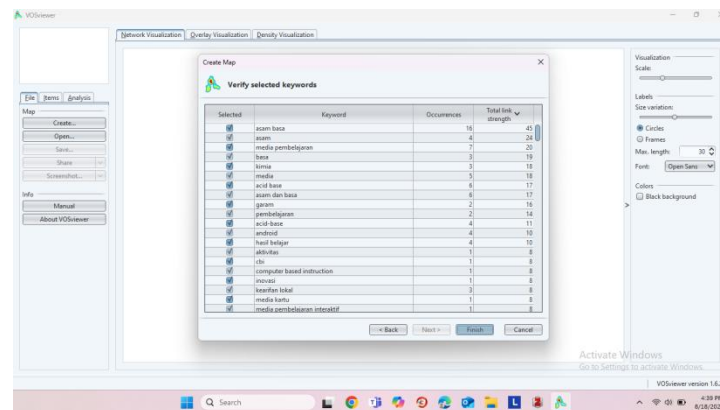 VOSviewer
Network Visualization Overlay Visualization Density Visualization
File Items Analysis
Map
Create...
Open...
Save...
Share
Screenshot...
Info
Manual
About VOSviewer
Create Map
Verify selected keywords
Selected Keyword Occurrences Total link strength
asam basa 16 45
asam 4 24
media pembelajaran 7 20
basa 3 19
kimia 3 18
media 5 18
acid base 6 17
asam dan basa 6 17
garam 2 16
pembelajaran 2 14
acid-base 4 11
android 4 10
hasil belajar 4 10
aktivitas 1 8
cbi 1 8
computer based instruction 1 8
inovasi 1 8
kearifan lokal 3 8
media kartu 1 8
media pembelajaran interaktif 1 8
< Back Next > Finish Cancel
Visualization
Scale:
Labels
Size variation:
Circles
Frames
Max. length: 30
Font: Open Sans
Colors
Black background
>
Activate Windows
Go to Settings to activate Windows.
VOSviewer version 1.6.
Search
4:39